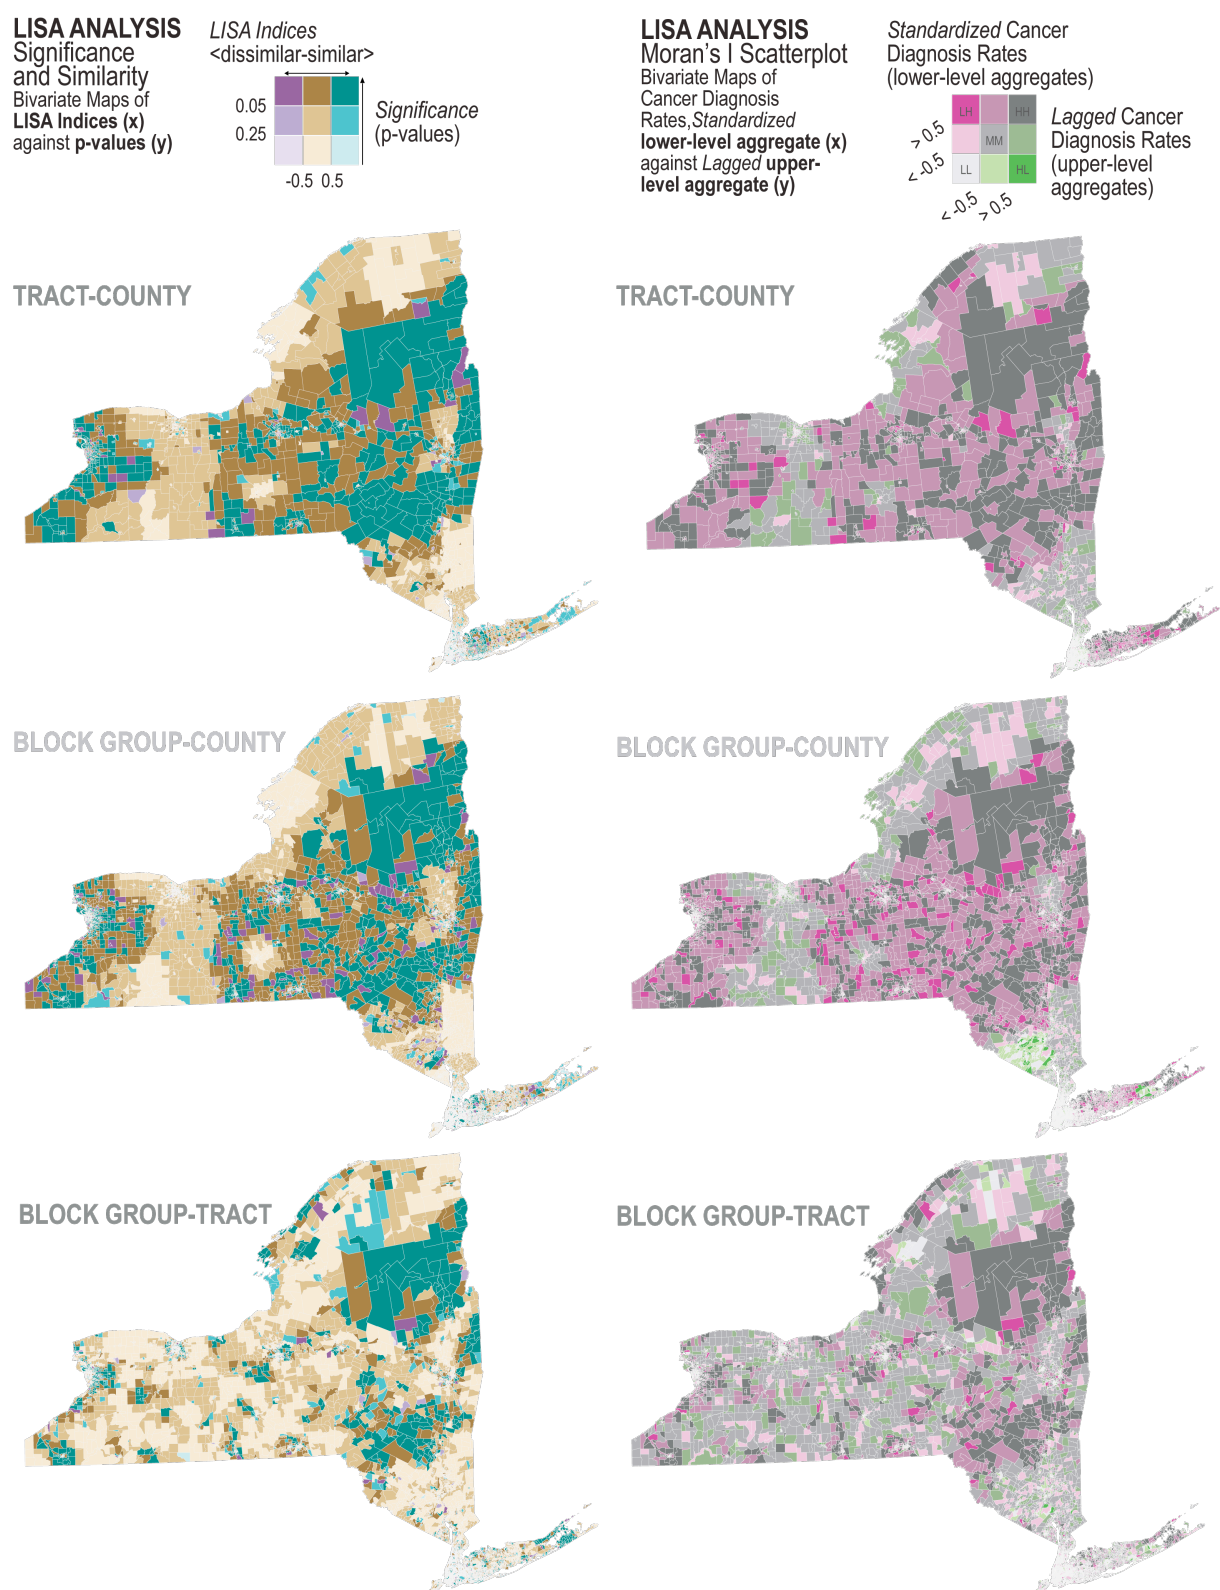 LISA ANALYSIS
Significance
and Similarity
Bivariate Maps of
LISA Indices (x)
against p-values (y)
LISA Indices
<dissimilar-similar>
0.05
0.25
-0.5 0.5
Significance
(p-values)
LISA ANALYSIS
Moran's I Scatterplot
Bivariate Maps of
Cancer Diagnosis
Rates,Standardized
lower-level aggregate (x)
against Lagged upper-
level aggregate (y)
Standardized Cancer
Diagnosis Rates
(lower-level aggregates)
LH HH
MM
LL HL
> 0.5
< -0.5
< -0.5 > 0.5
Lagged Cancer
Diagnosis Rates
(upper-level
aggregates)
TRACT-COUNTY
TRACT-COUNTY
BLOCK GROUP-COUNTY
BLOCK GROUP-COUNTY
BLOCK GROUP-TRACT
BLOCK GROUP-TRACT